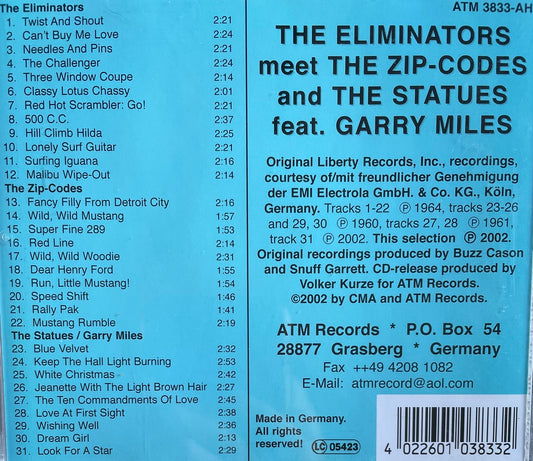 The Eliminators
1. Twist And Shout 2:21
2. Can't Buy Me Love 2:24
3. Needles And Pins 2:21
4. The Challenger 2:24
5. Three Window Coupe 2:14
6. Classy Lotus Chassy 2:21
7. Red Hot Scrambler: Go! 2:21
8. 500 C.C. 2:36
9. Hill Climb Hilda 2:25
10. Lonely Surf Guitar 2:21
11. Surfing Iguana 2:16
12. Malibu Wipe-Out 2:14
The Zip-Codes
13. Fancy Filly From Detroit City 2:16
14. Wild, Wild Mustang 1:57
15. Super Fine 289 2:14
16. Red Line 2:14
17. Wild, Wild Woodie 2:31
18. Dear Henry Ford 1:55
19. Run, Little Mustang! 1:54
20. Speed Shift 1:46
21. Rally Pak 1:41
22. Mustang Rumble 2:19
The Statues / Garry Miles
23. Blue Velvet 2:32
24. Keep The Hall Light Burning 2:52
25. White Christmas 2:32
26. Jeanette With The Light Brown Hair 2:27
27. The Ten Commandments Of Love 3:12
28. Love At First Sight 2:31
29. Wishing Well 2:31
30. Dream Girl 2:31
31. Look For A Star 2:29
ATM 3833-AH
THE ELIMINATORS
meet THE ZIP-CODES
and THE STATUES
feat. GARRY MILES
Original Liberty Records, Inc., recordings,
courtesy of/mit freundlicher Genehmigung
der EMI Electrola GmbH. & Co. KG., Köln,
Germany. Tracks 1-22 ℗ 1964, tracks 23-26
and 29, 30 ℗ 1960, tracks 27, 28 ℗ 1961,
track 31 ℗ 2002. This selection ℗ 2002.
Original recordings produced by Buzz Cason
and Snuff Garrett. CD-release produced by
Volker Kurze for ATM Records.
©2002 by CMA and ATM Records.
ATM Records * P.O. Box 54
28877 Grasberg * Germany
Fax ++49 4208 1082
E-Mail: atmrecord@aol.com
Made in Germany.
All rights
reserved!
LC 05423
4 022601 038332